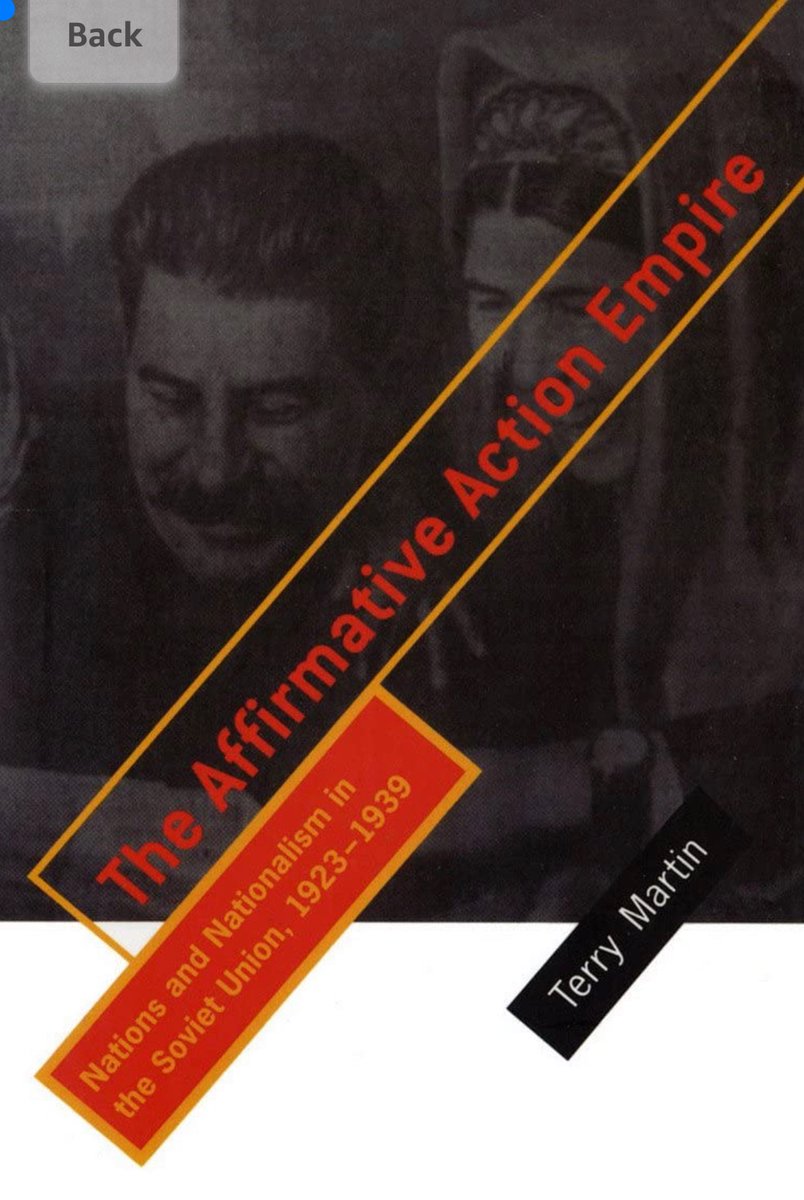 Back
The Affirmative Action Empire
Nations and Nationalism in
the Soviet Union, 1923–1939
Terry Martin